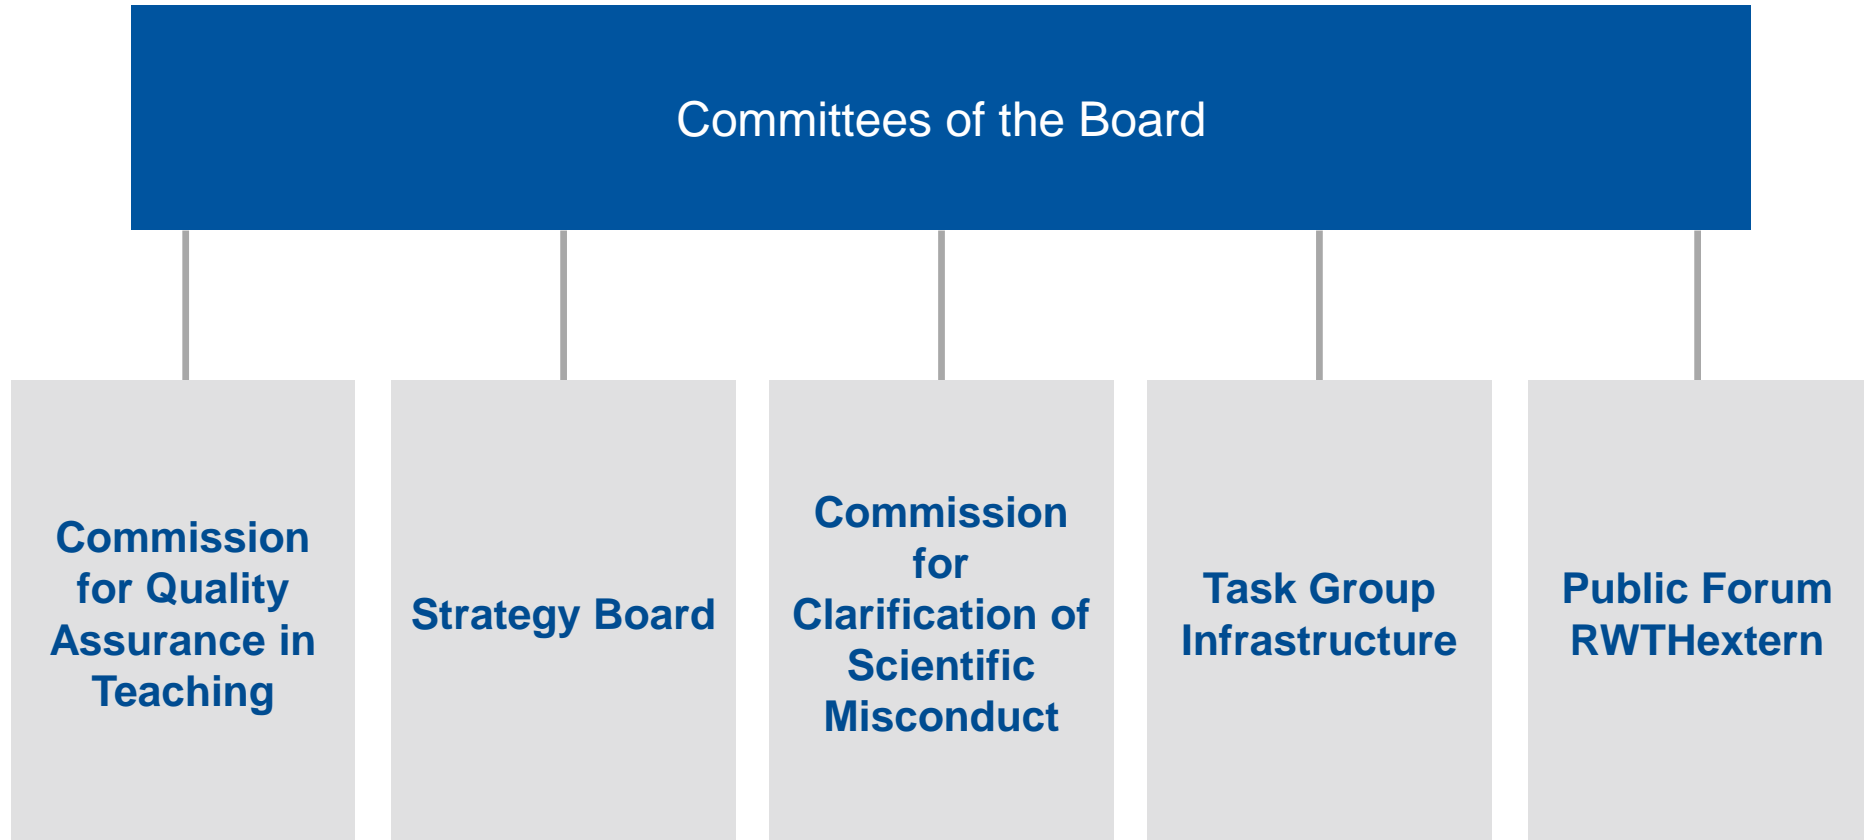 Committees of the Board
Commission
for Quality
Assurance in
Teaching
Strategy Board
Commission
for
Clarification of
Scientific
Misconduct
Task Group
Infrastructure
Public Forum
RWTHextern